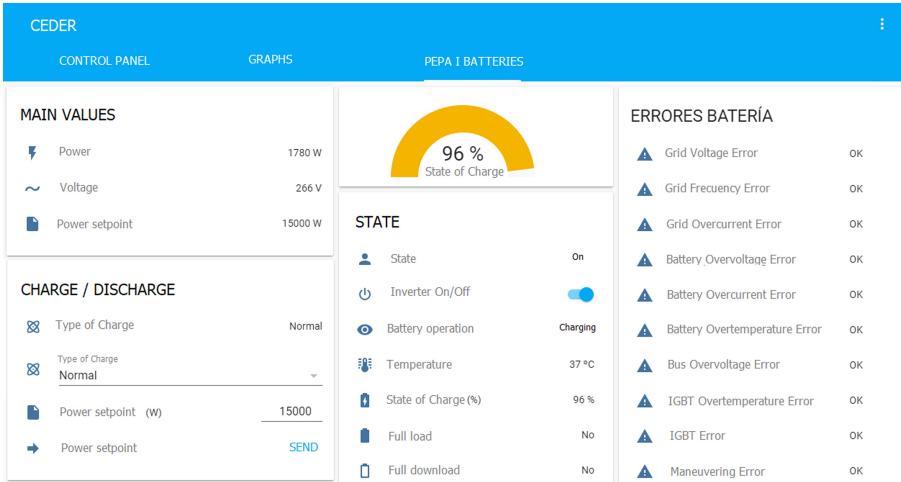 CEDER
CONTROL PANEL GRAPHS PEPA I BATTERIES
MAIN VALUES
Power 1780 W
Voltage 266 V
Power setpoint 15000 W
CHARGE / DISCHARGE
Type of Charge Normal
Type of Charge
Normal
Power setpoint (W) 15000
Power setpoint SEND
96 %
State of Charge
STATE
State On
Inverter On/Off
Battery operation Charging
Temperature 37 ºC
State of Charge (%) 96 %
Full load No
Full download No
ERRORES BATERÍA
Grid Voltage Error OK
Grid Frecuency Error OK
Grid Overcurrent Error OK
Battery Overvoltage Error OK
Battery Overcurrent Error OK
Battery Overtemperature Error OK
Bus Overvoltage Error OK
IGBT Overtemperature Error OK
IGBT Error OK
Maneuvering Error OK